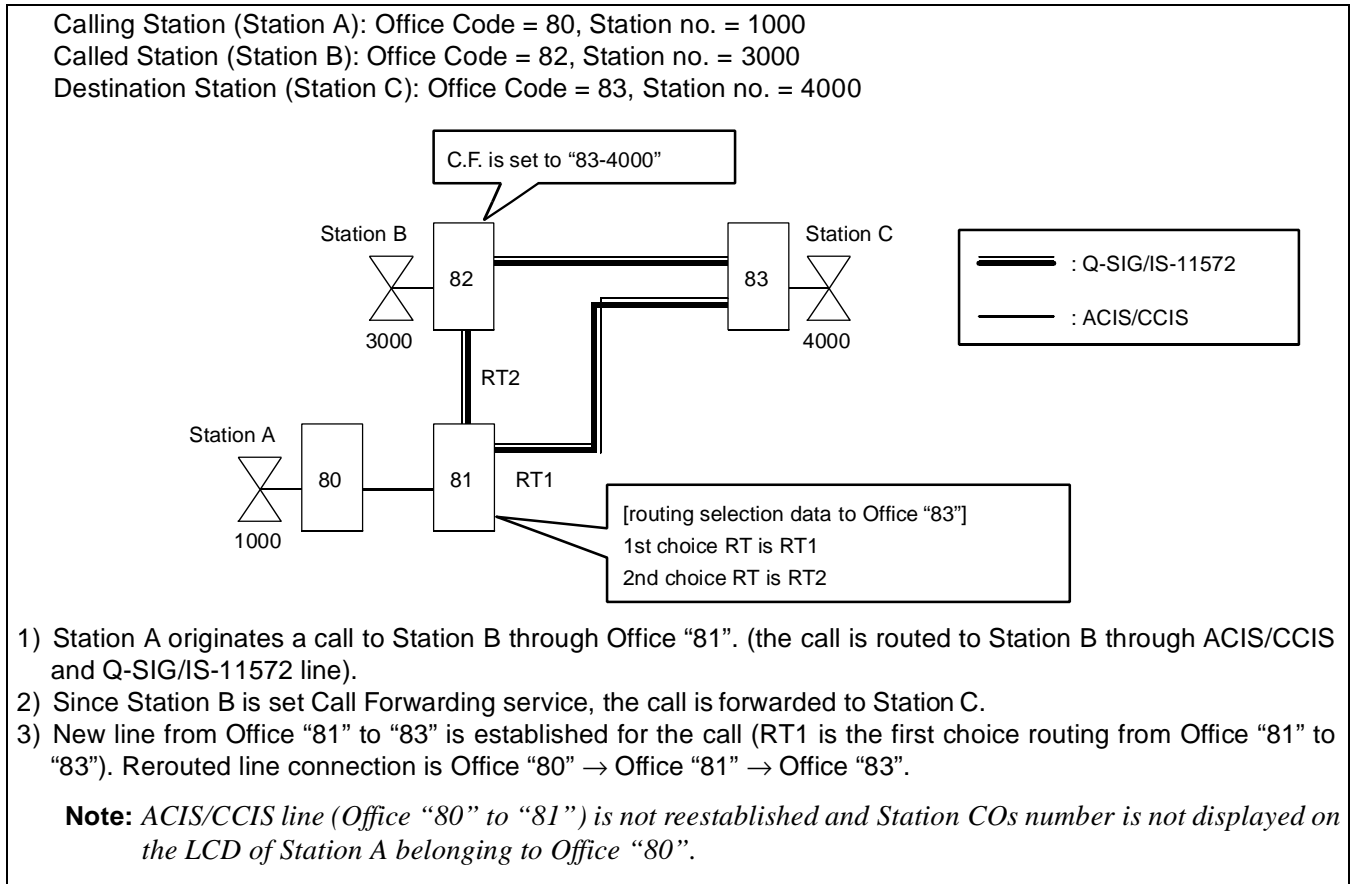 Calling Station (Station A): Office Code = 80, Station no. = 1000
Called Station (Station B): Office Code = 82, Station no. = 3000
Destination Station (Station C): Office Code = 83, Station no. = 4000
C.F. is set to “83-4000”
Station B
82
3000
83
Station C
4000
: Q-SIG/IS-11572
: ACIS/CCIS
RT2
Station A
80
1000
81
RT1
[routing selection data to Office “83”]
1st choice RT is RT1
2nd choice RT is RT2
1) Station A originates a call to Station B through Office “81”. (the call is routed to Station B through ACIS/CCIS
and Q-SIG/IS-11572 line).
2) Since Station B is set Call Forwarding service, the call is forwarded to Station C.
3) New line from Office “81” to “83” is established for the call (RT1 is the first choice routing from Office “81” to
“83”). Rerouted line connection is Office “80” → Office “81” → Office “83”.
Note: ACIS/CCIS line (Office “80” to “81”) is not reestablished and Station COs number is not displayed on
the LCD of Station A belonging to Office “80”.